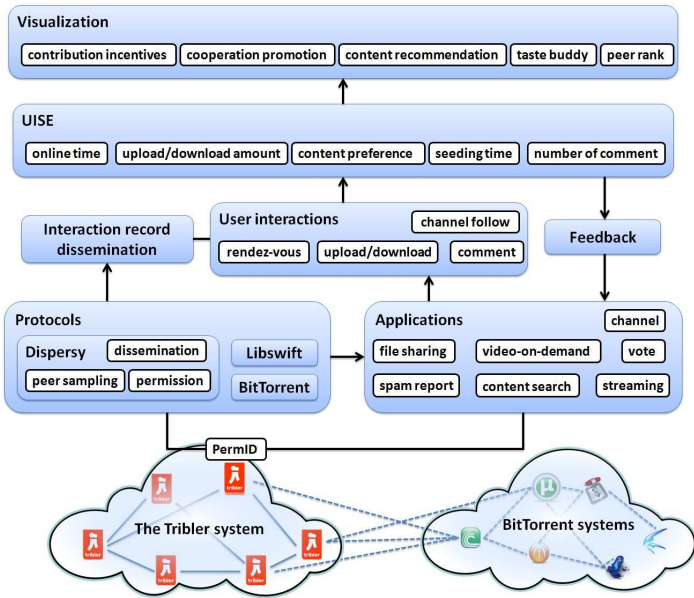 Visualization
contribution incentives
cooperation promotion
content recommendation
taste buddy
peer rank
UISE
online time
upload/download amount
content preference
seeding time
number of comment
Interaction record
dissemination
User interactions
channel follow
rendez-vous
upload/download
comment
Feedback
Protocols
Dispersy
dissemination
peer sampling
permission
Libswift
BitTorrent
Applications
channel
file sharing
video-on-demand
vote
spam report
content search
streaming
PermID
The Tribler system
tribler
tribler
tribler
tribler
tribler
tribler
BitTorrent systems
µ